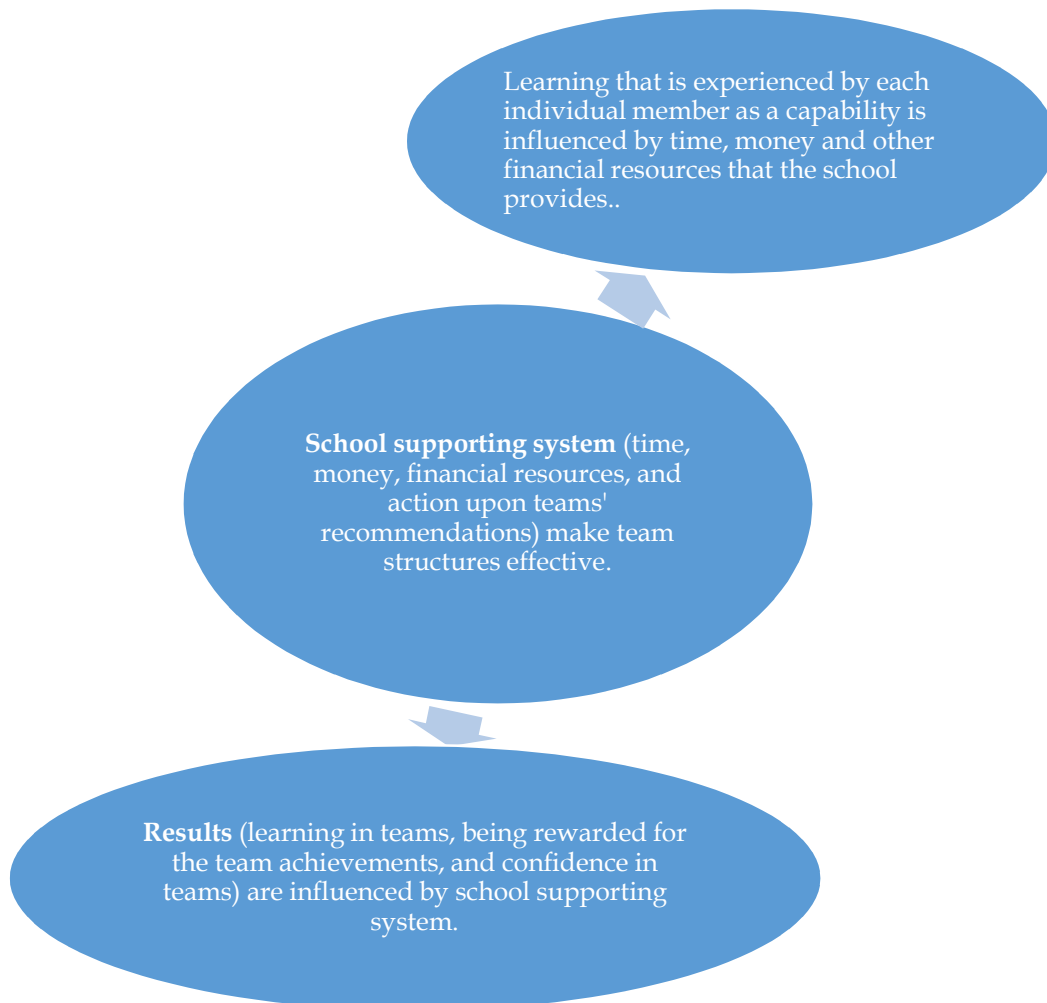 Learning that is experienced by each
individual member as a capability is
influenced by time, money and other
financial resources that the school
provides..
School supporting system (time,
money, financial resources, and
action upon teams'
recommendations) make team
structures effective.
Results (learning in teams, being rewarded for
the team achievements, and confidence in
teams) are influenced by school supporting
system.